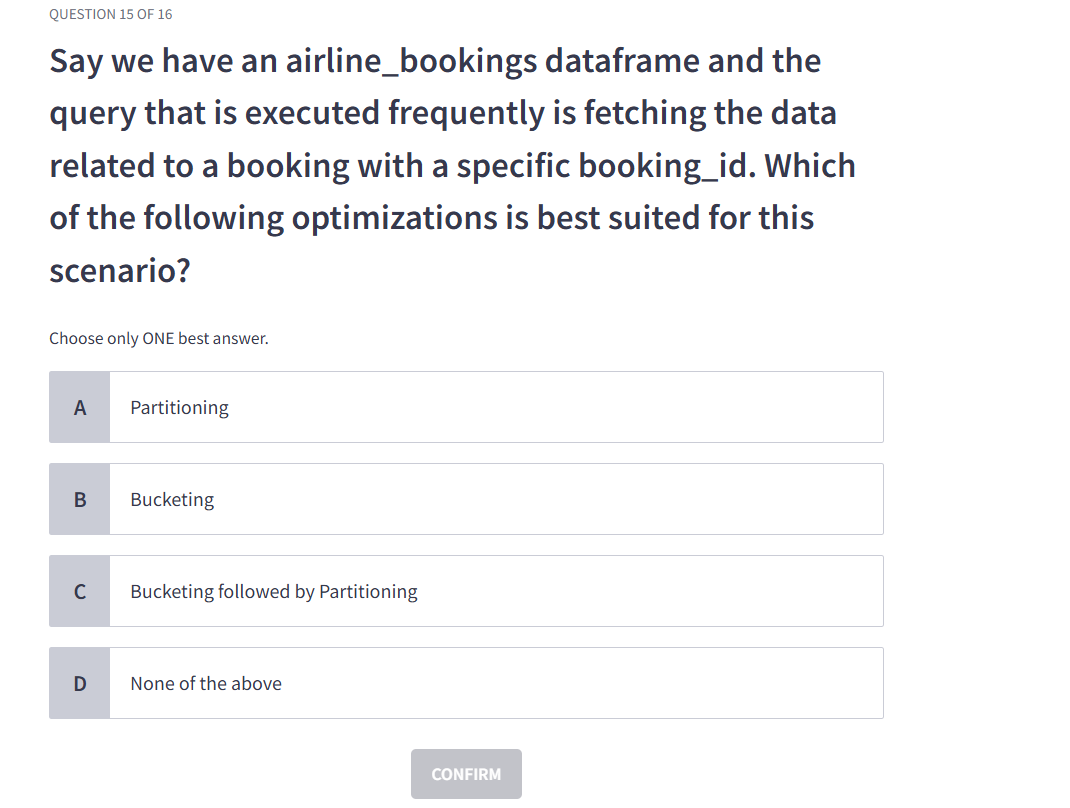 QUESTION 15 OF 16
Say we have an airline_bookings dataframe and the
query that is executed frequently is fetching the data
related to a booking with a specific booking_id. Which
of the following optimizations is best suited for this
scenario?
Choose only ONE best answer.
A Partitioning
B Bucketing
C Bucketing followed by Partitioning
D None of the above
CONFIRM